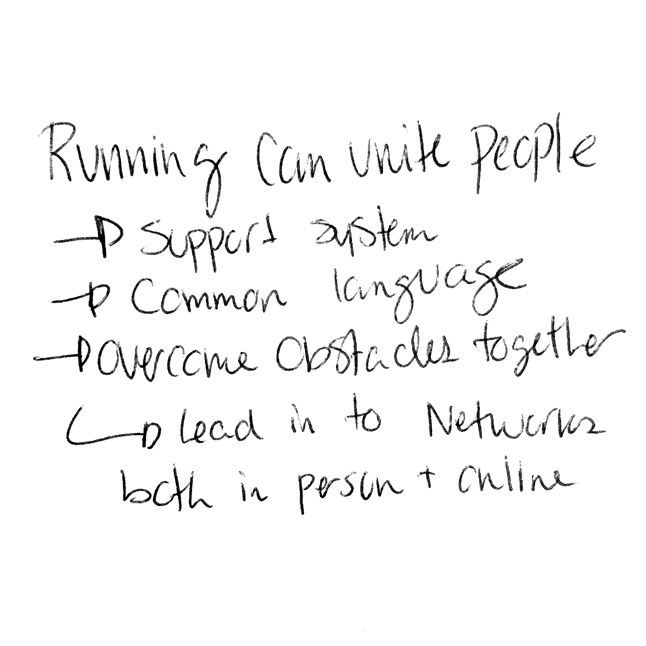 Running Can unite people
→ Support system
→ Common language
→ overcome obstacles together
↳ lead in to Networks
both in person + online